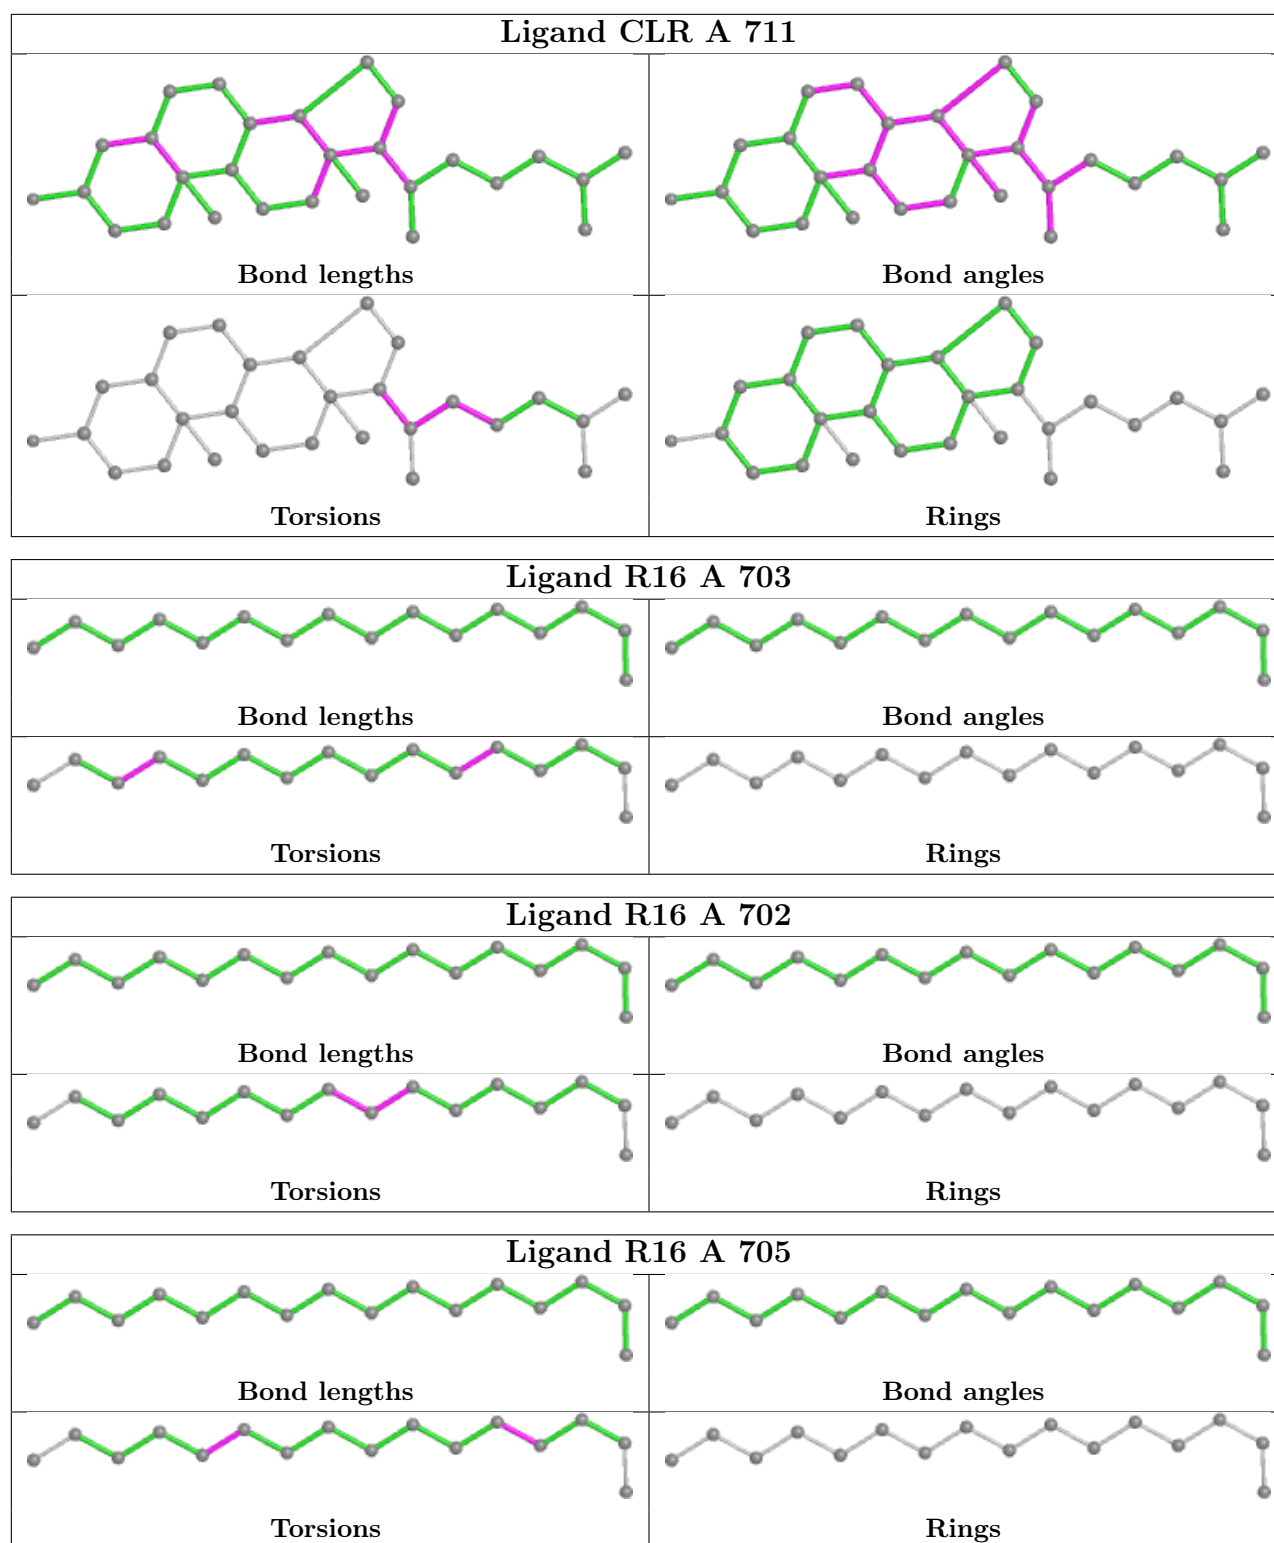 Ligand CLR A 711
Bond lengths
Bond angles
Torsions
Rings
Ligand R16 A 703
Bond lengths
Bond angles
Torsions
Rings
Ligand R16 A 702
Bond lengths
Bond angles
Torsions
Rings
Ligand R16 A 705
Bond lengths
Bond angles
Torsions
Rings